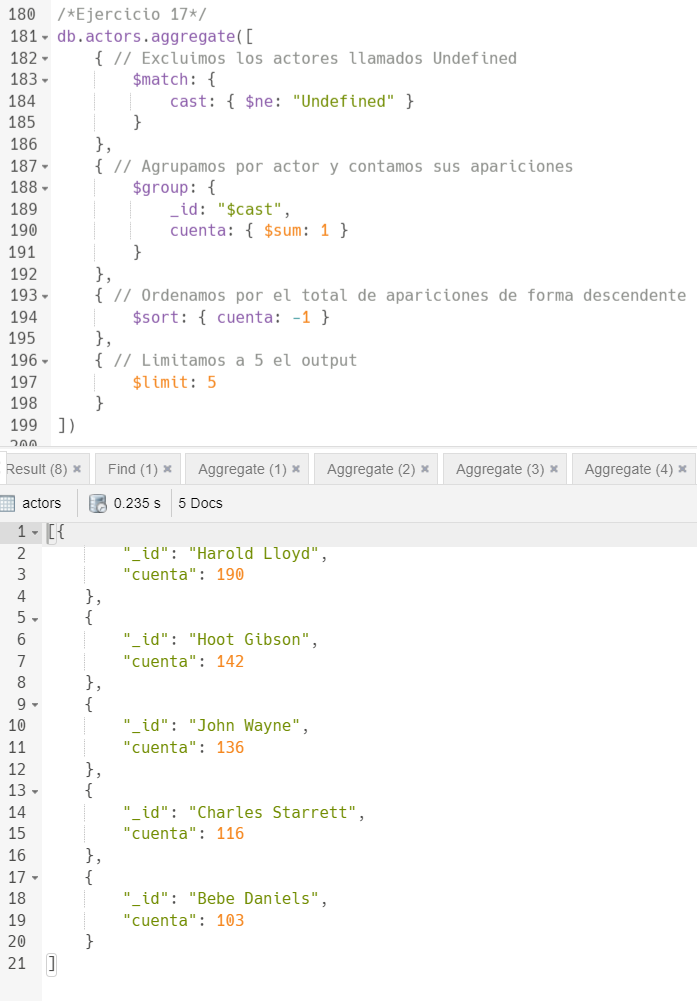 180 /*Ejercicio 17*/
181 db.actors.aggregate([
182 { // Excluimos los actores llamados Undefined
183 $match: {
184 cast: { $ne: "Undefined" }
185 }
186 },
187 { // Agrupamos por actor y contamos sus apariciones
188 $group: {
189 _id: "$cast",
190 cuenta: { $sum: 1 }
191 }
192 },
193 { // Ordenamos por el total de apariciones de forma descendente
194 $sort: { cuenta: -1 }
195 },
196 { // Limitamos a 5 el output
197 $limit: 5
198 }
199 ])
200
Result (8) × Find (1) × Aggregate (1) × Aggregate (2) × Aggregate (3) × Aggregate (4) ×
actors 0.235 s 5 Docs
1 [{
2 "_id": "Harold Lloyd",
3 "cuenta": 190
4 },
5 {
6 "_id": "Hoot Gibson",
7 "cuenta": 142
8 },
9 {
10 "_id": "John Wayne",
11 "cuenta": 136
12 },
13 {
14 "_id": "Charles Starrett",
15 "cuenta": 116
16 },
17 {
18 "_id": "Bebe Daniels",
19 "cuenta": 103
20 }
21 ]